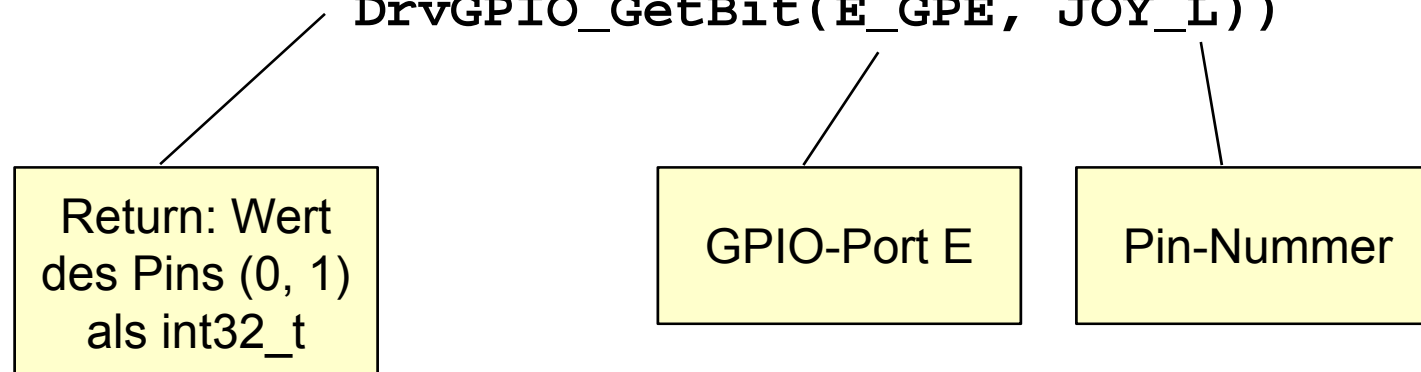 DrvGPIO_GetBit(E_GPE, JOY_L))
Return: Wert
des Pins (0, 1)
als int32_t
GPIO-Port E
Pin-Nummer